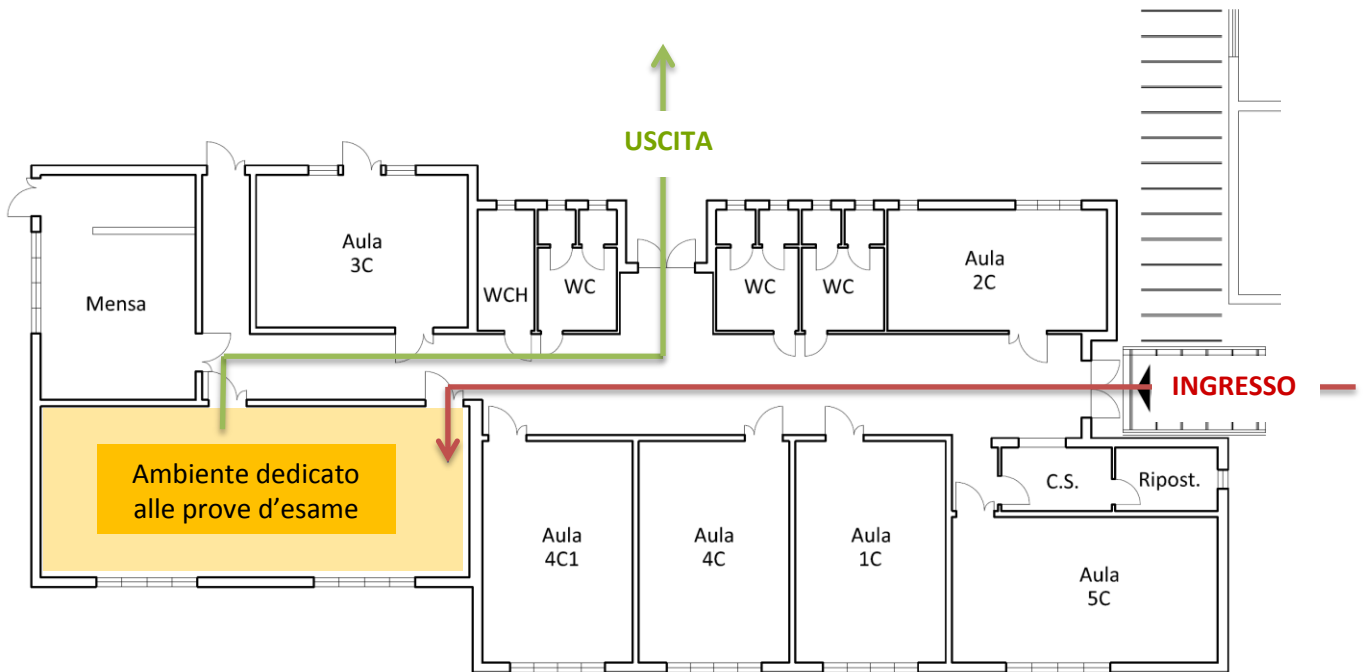 USCITA
Aula
3C
Mensa
WCH
WC
WC
WC
Aula
2C
INGRESSO
Ambiente dedicato
alle prove d’esame
Aula
4C1
Aula
4C
Aula
1C
C.S.
Ripost.
Aula
5C